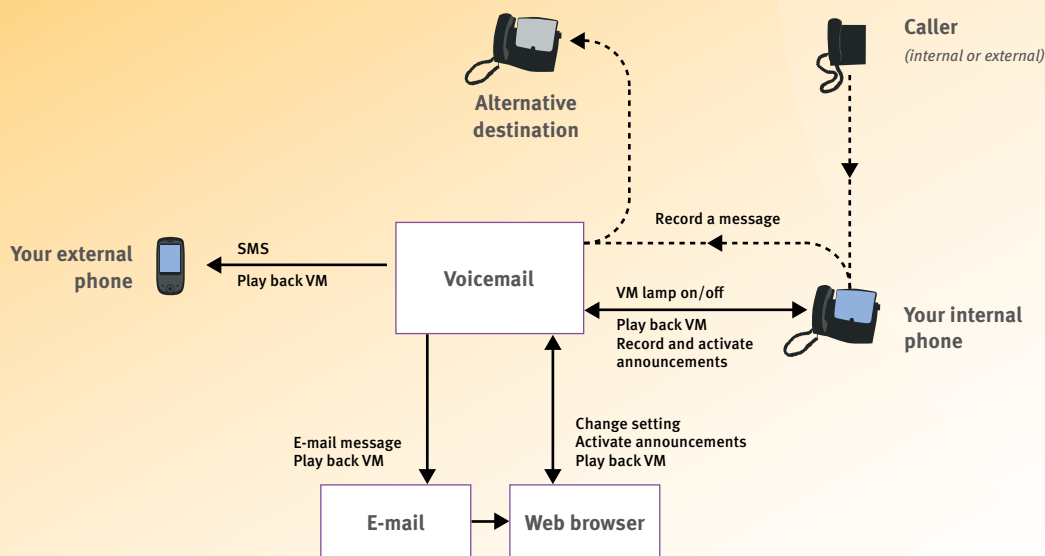 Caller
(internal or external)
Alternative
destination
Record a message
Your external
phone
SMS
Play back VM
Voicemail
VM lamp on/off
Play back VM
Record and activate
announcements
Your internal
phone
E-mail message
Play back VM
Change setting
Activate announcements
Play back VM
E-mail
Web browser